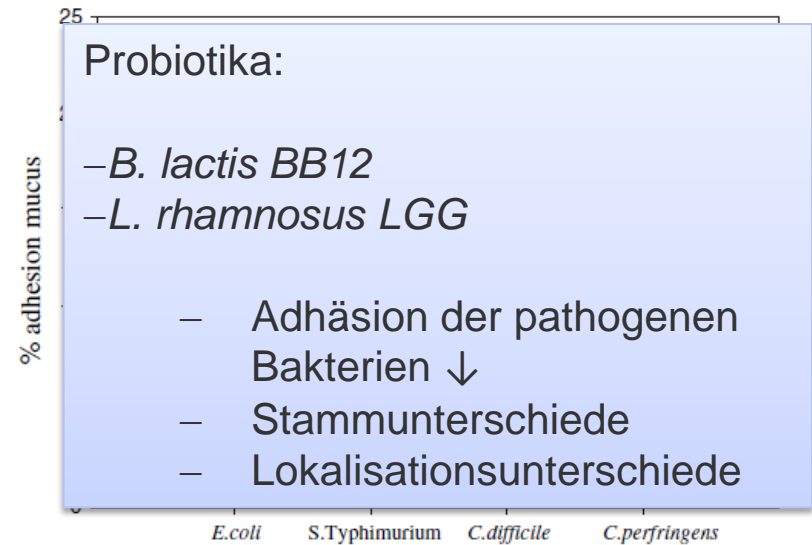 25
Probiotika:
–B. lactis BB12
–L. rhamnosus LGG
– Adhäsion der pathogenen
Bakterien ↓
– Stammunterschiede
– Lokalisationsunterschiede
% adhesion mucus
E.coli S.Typhimurium C.difficile C.perfringens